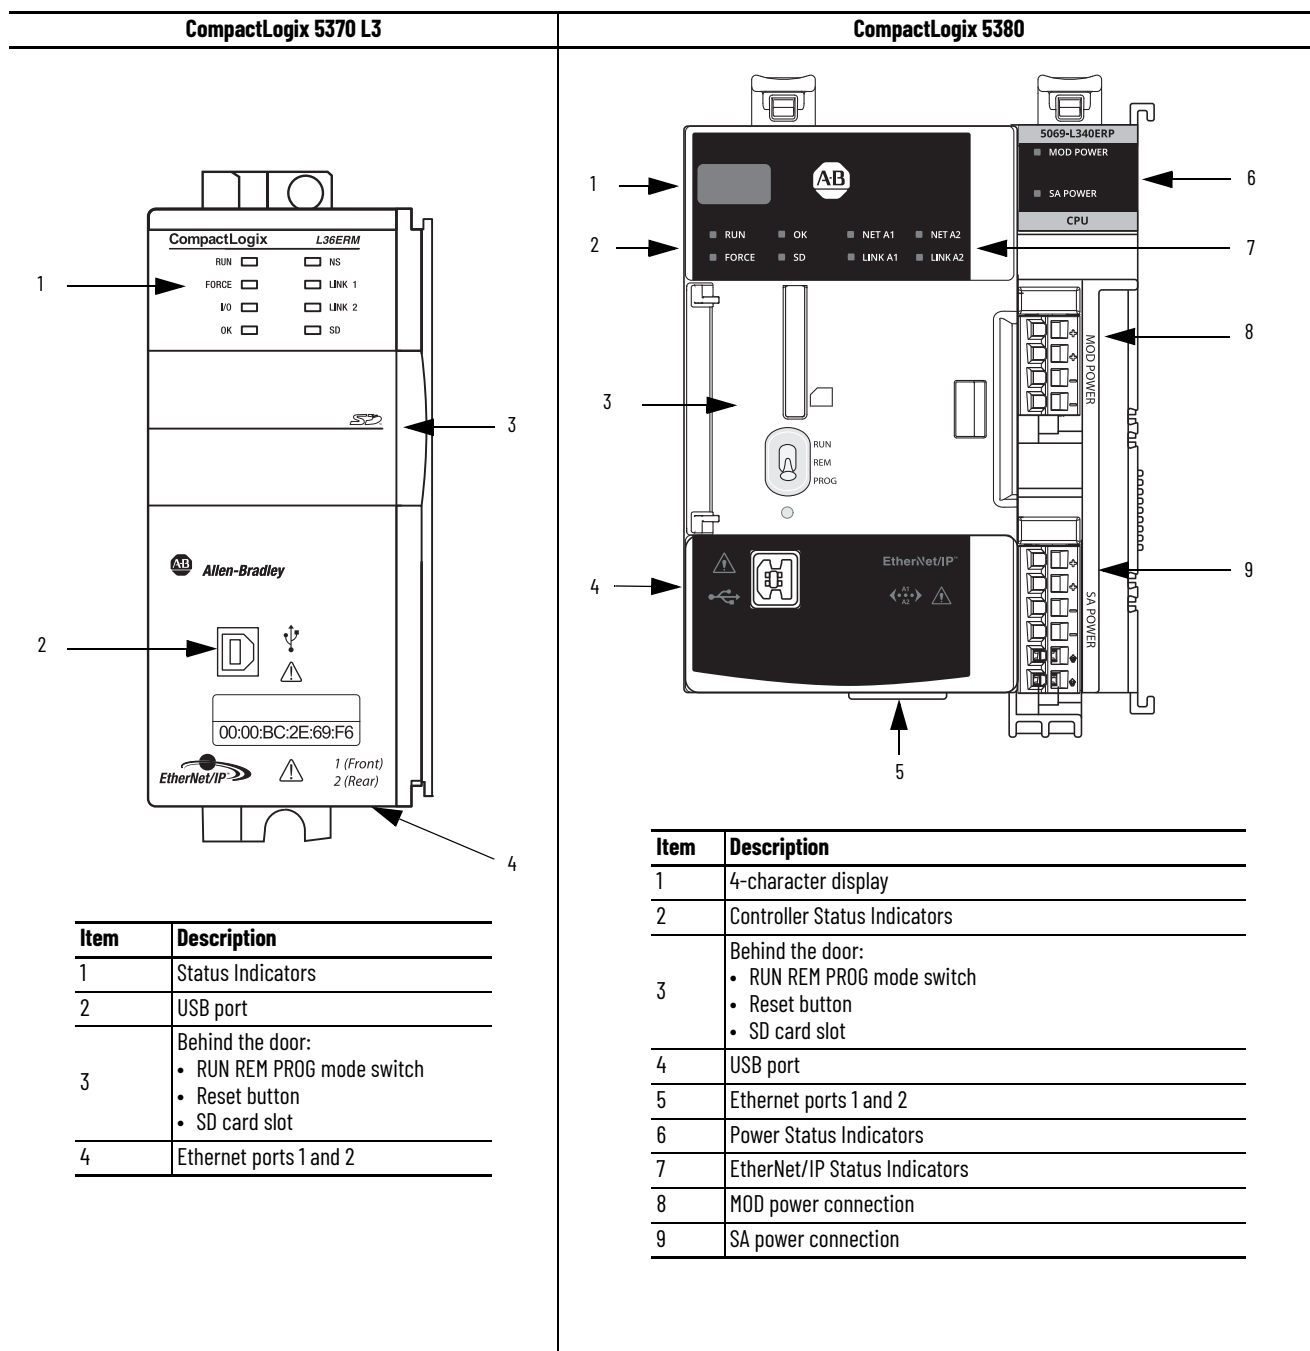 CompactLogix 5370 L3
CompactLogix 5380
CompactLogix L36ERM
RUN NS
FORCE LINK 1
I/O LINK 2
OK SD
1
SD
3
A·B Allen-Bradley
2
00:00:BC:2E:69:F6
EtherNet/IP™
1 (Front)
2 (Rear)
4
Item Description
1 Status Indicators
2 USB port
3 Behind the door:
• RUN REM PROG mode switch
• Reset button
• SD card slot
4 Ethernet ports 1 and 2
5069-L340ERP
MOD POWER
SA POWER
CPU
6
1
A·B
2
RUN OK NET A1 NET A2
FORCE SD LINK A1 LINK A2
7
8
MOD POWER
3
RUN
REM
PROG
4
EtherNet/IP™
A1
A2
9
SA POWER
5
Item Description
1 4-character display
2 Controller Status Indicators
3 Behind the door:
• RUN REM PROG mode switch
• Reset button
• SD card slot
4 USB port
5 Ethernet ports 1 and 2
6 Power Status Indicators
7 EtherNet/IP Status Indicators
8 MOD power connection
9 SA power connection